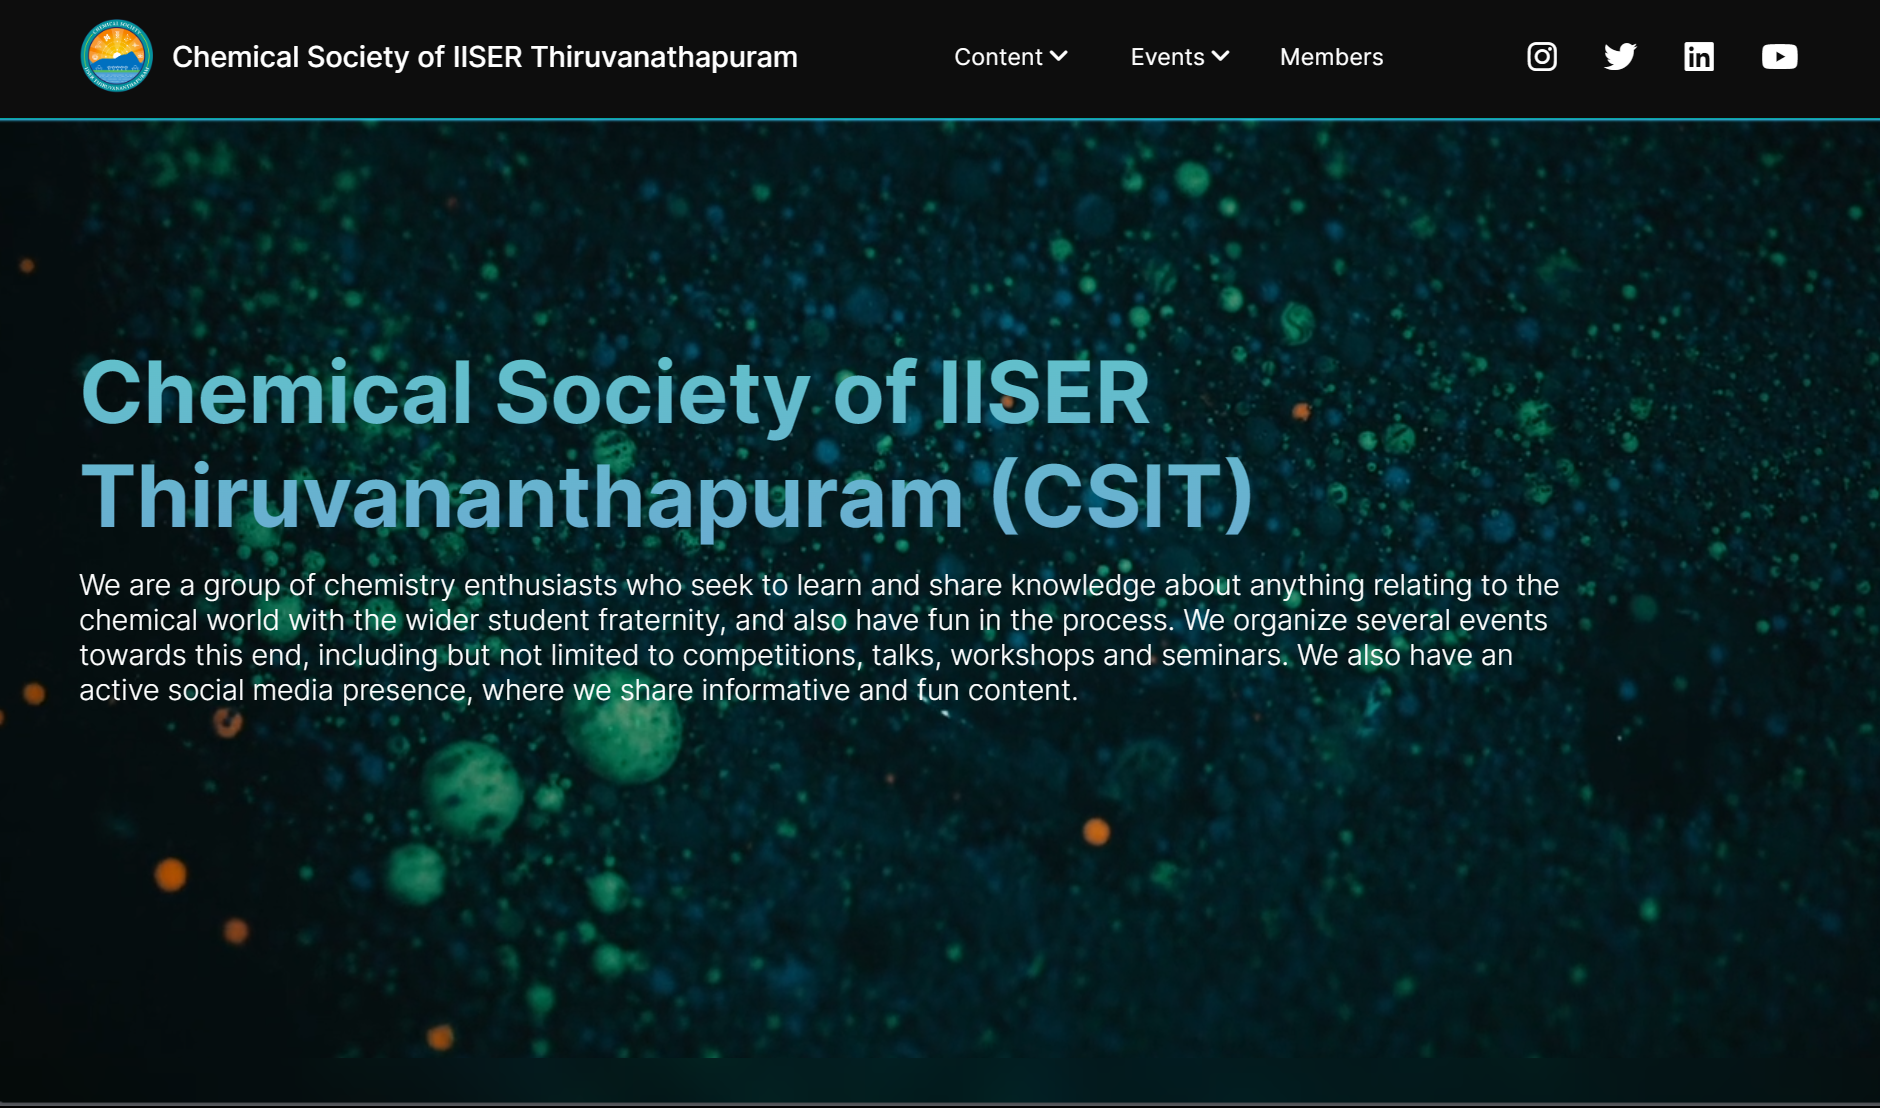 Chemical Society of IISER Thiruvanathapuram
Content
Events
Members
Chemical Society of IISER
Thiruvananthapuram (CSIT)
We are a group of chemistry enthusiasts who seek to learn and share knowledge about anything relating to the
chemical world with the wider student fraternity, and also have fun in the process. We organize several events
towards this end, including but not limited to competitions, talks, workshops and seminars. We also have an
active social media presence, where we share informative and fun content.